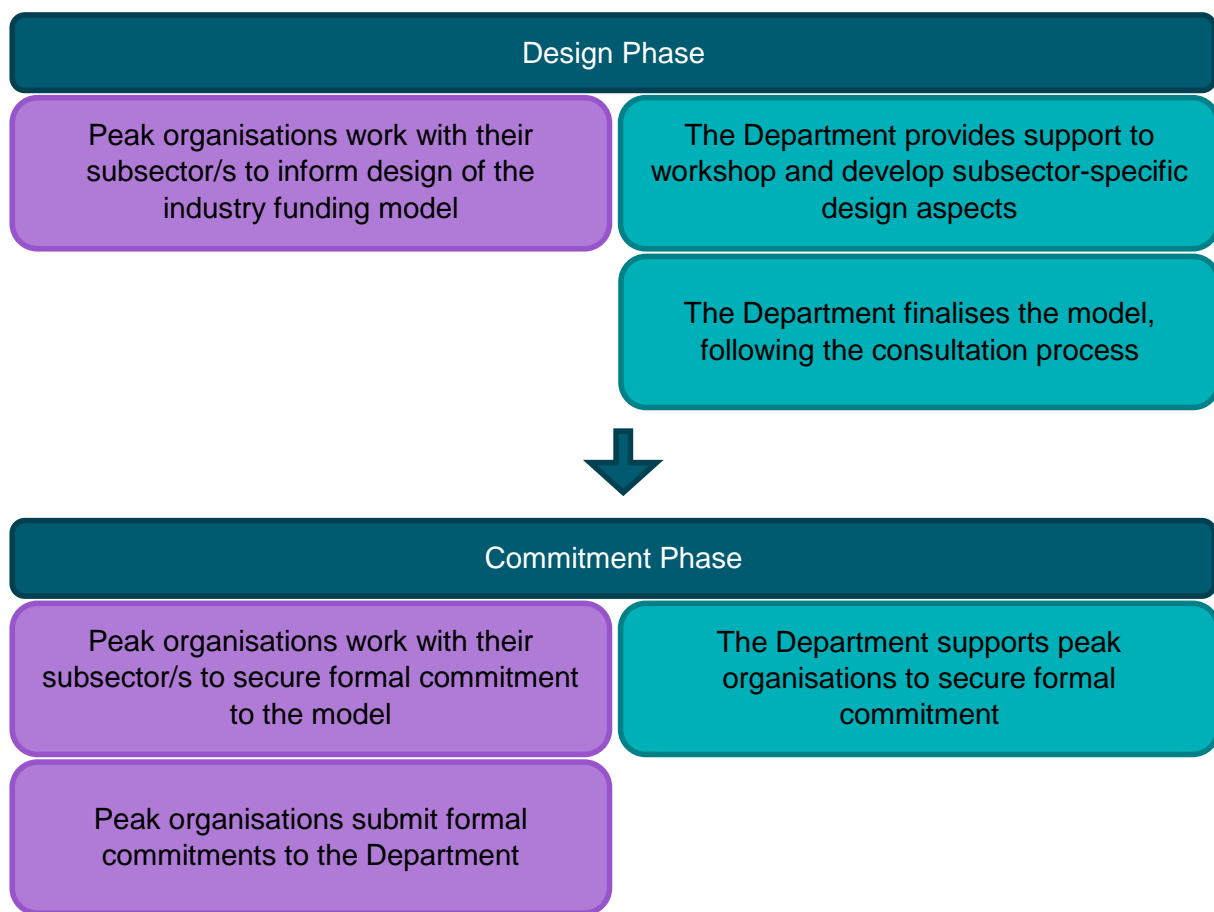 Design Phase
Peak organisations work with their
subsector/s to inform design of the
industry funding model
The Department provides support to
workshop and develop subsector-specific
design aspects
The Department finalises the model,
following the consultation process
Commitment Phase
Peak organisations work with their
subsector/s to secure formal commitment
to the model
The Department supports peak
organisations to secure formal
commitment
Peak organisations submit formal
commitments to the Department